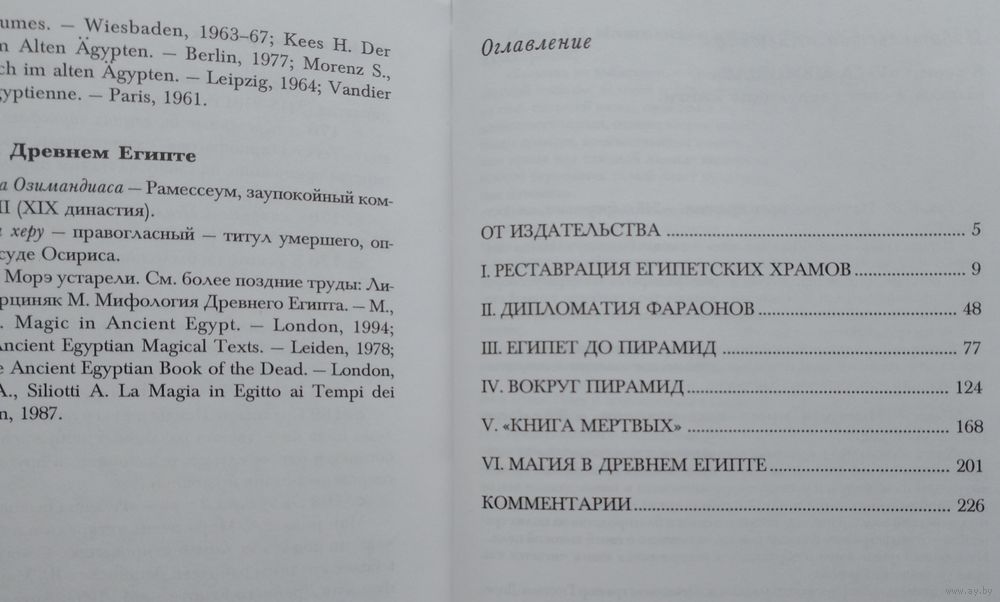 umes. — Wiesbaden, 1963–67; Kees H. Der
n Alten Ägypten. — Berlin, 1977; Morenz S.,
ch im alten Ägypten. — Leipzig, 1964; Vandier
gyptienne. — Paris, 1961.
Древнем Египте
а Озимандиаса — Рамессеум, заупокойный ком-
II (XIX династия).
херу — правогласный — титул умершего, оп-
суде Осириса.
Морэ устарели. См. более поздние труды: Ли-
рциняк М. Мифология Древнего Египта. — М.,
. Magic in Ancient Egypt. — London, 1994;
Ancient Egyptian Magical Texts. — Leiden, 1978;
e Ancient Egyptian Book of the Dead. — London,
A., Siliotti A. La Magia in Egitto ai Tempi dei
n, 1987.
Оглавление
ОТ ИЗДАТЕЛЬСТВА ... 5
I. РЕСТАВРАЦИЯ ЕГИПЕТСКИХ ХРАМОВ ... 9
II. ДИПЛОМАТИЯ ФАРАОНОВ ... 48
III. ЕГИПЕТ ДО ПИРАМИД ... 77
IV. ВОКРУГ ПИРАМИД ... 124
V. «КНИГА МЕРТВЫХ» ... 168
VI. МАГИЯ В ДРЕВНЕМ ЕГИПТЕ ... 201
КОММЕНТАРИИ ... 226
www.ay.by